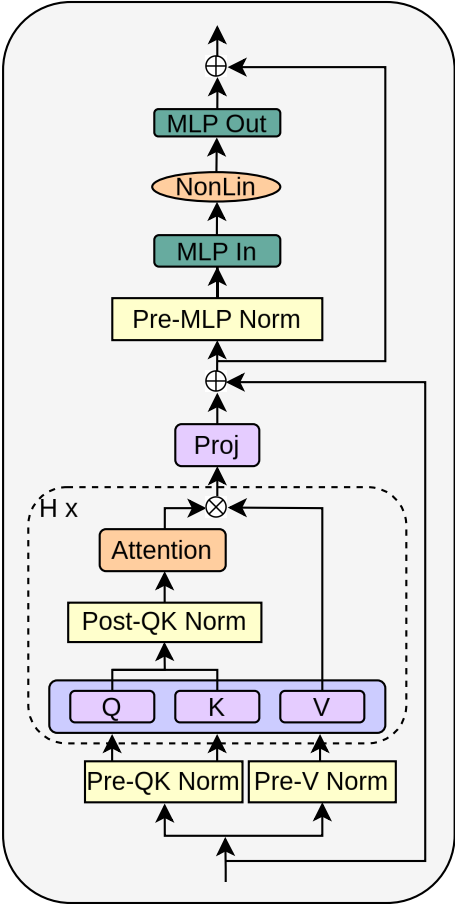 MLP Out
NonLin
MLP In
Pre-MLP Norm
Proj
H x
Attention
Post-QK Norm
Q K V
Pre-QK Norm Pre-V Norm